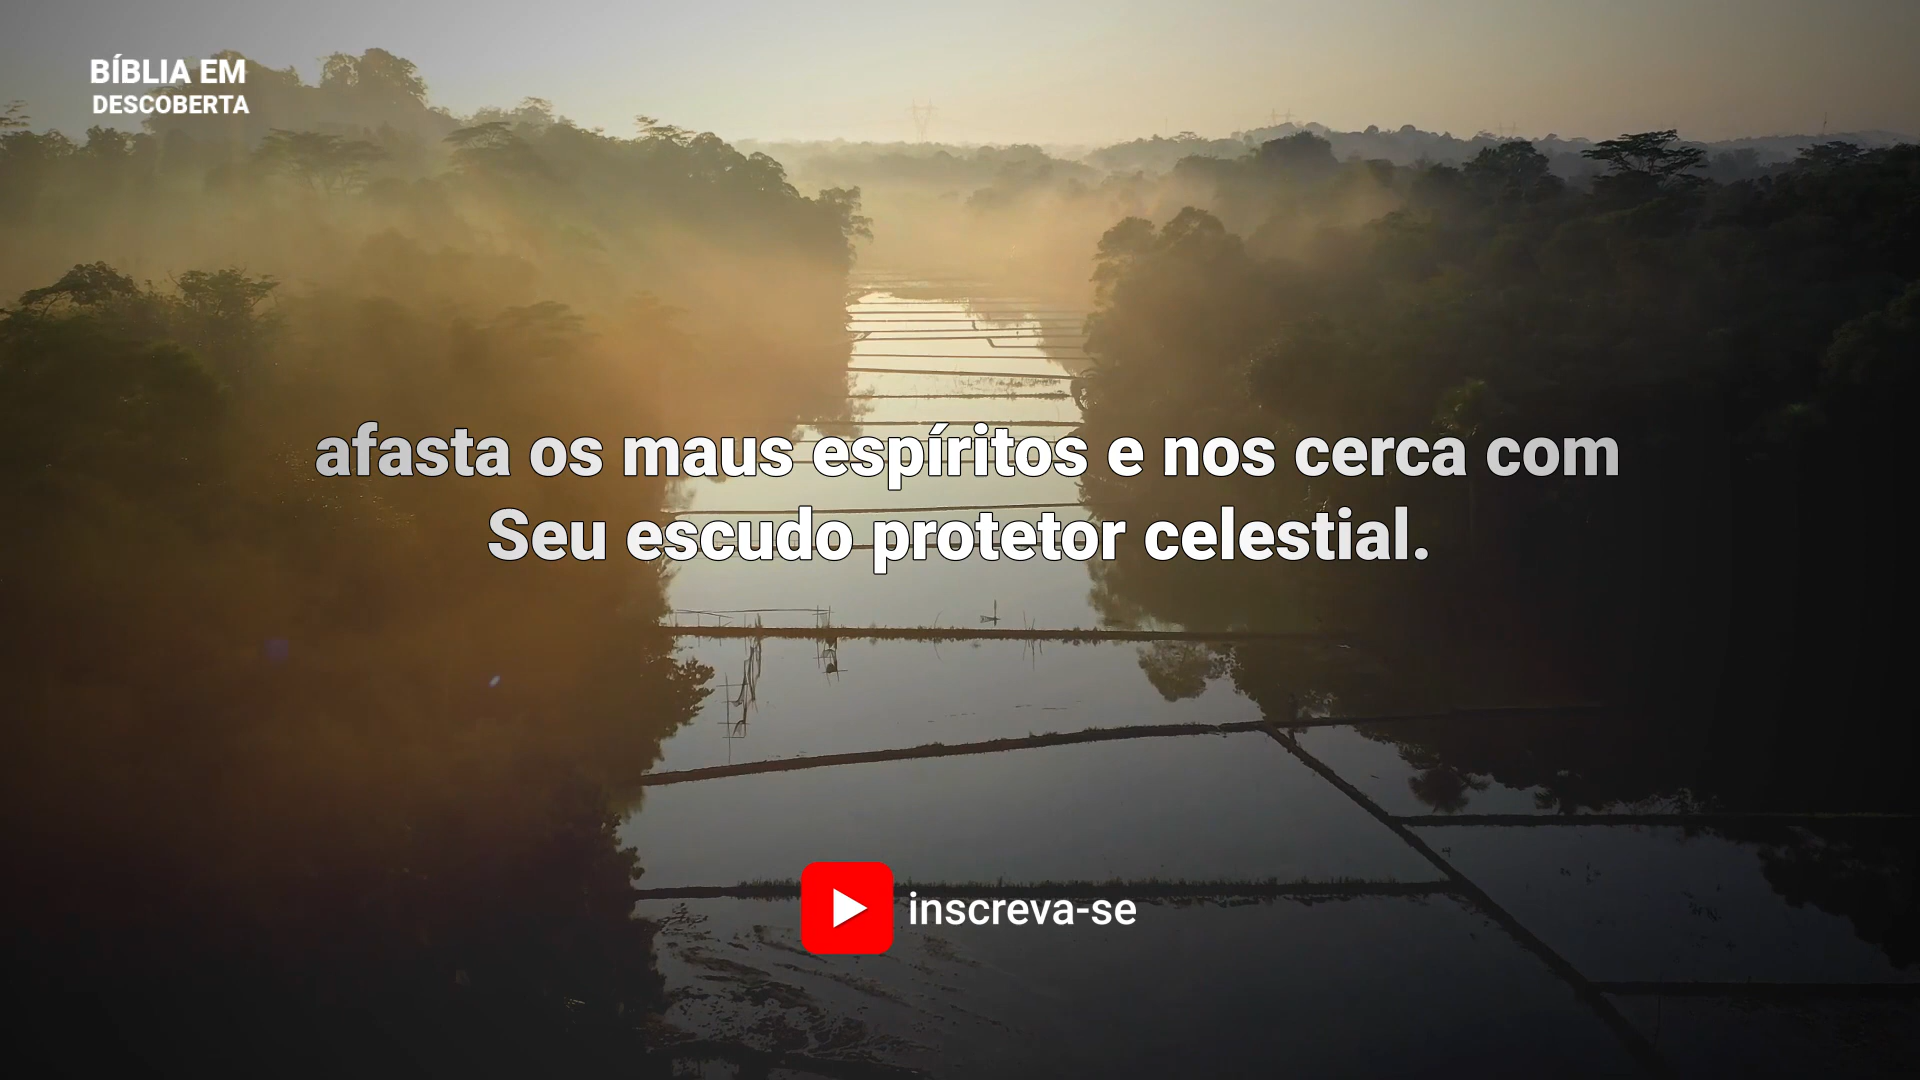 BÍBLIA EM
DESCOBERTA
afasta os maus espíritos e nos cerca com
Seu escudo protetor celestial.
inscreva-se